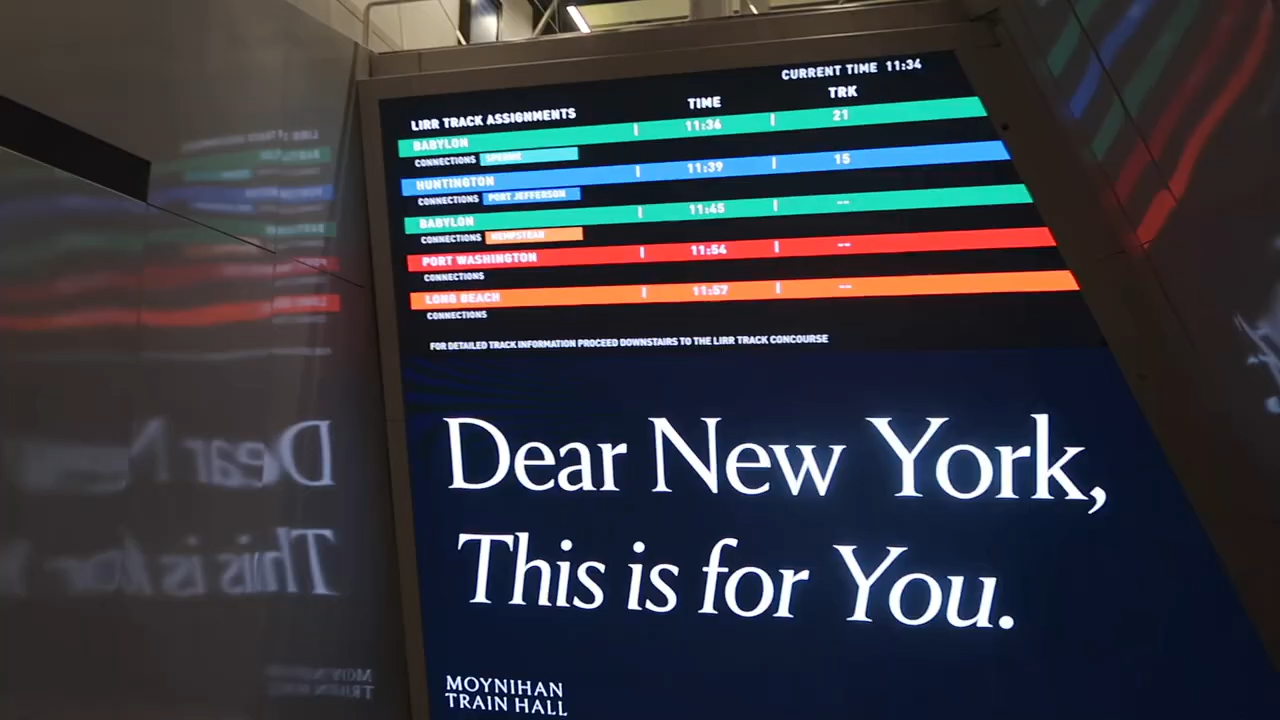 CURRENT TIME 11:34
LIRR TRACK ASSIGNMENTS TIME TRK
BABYLON 11:36 21
CONNECTIONS SPEONK
HUNTINGTON 11:39 15
CONNECTIONS PORT JEFFERSON
BABYLON 11:45 --
CONNECTIONS HEMPSTEAD
PORT WASHINGTON 11:54 --
CONNECTIONS
LONG BEACH 11:57 --
CONNECTIONS
FOR DETAILED TRACK INFORMATION PROCEED DOWNSTAIRS TO THE LIRR TRACK CONCOURSE
Dear New York,
This is for You.
MOYNIHAN
TRAIN HALL